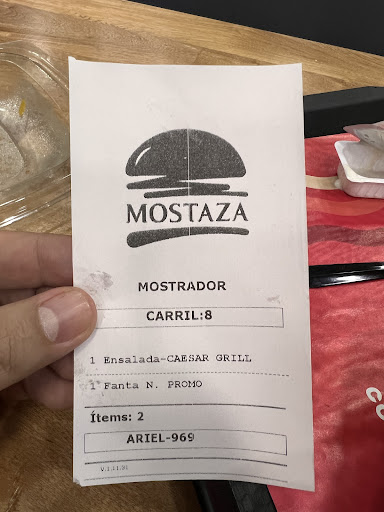 MOSTAZA
MOSTRADOR
CARRIL:8
1 Ensalada-CAESAR GRILL
1 Fanta N. PROMO
Ítems: 2
ARIEL-969